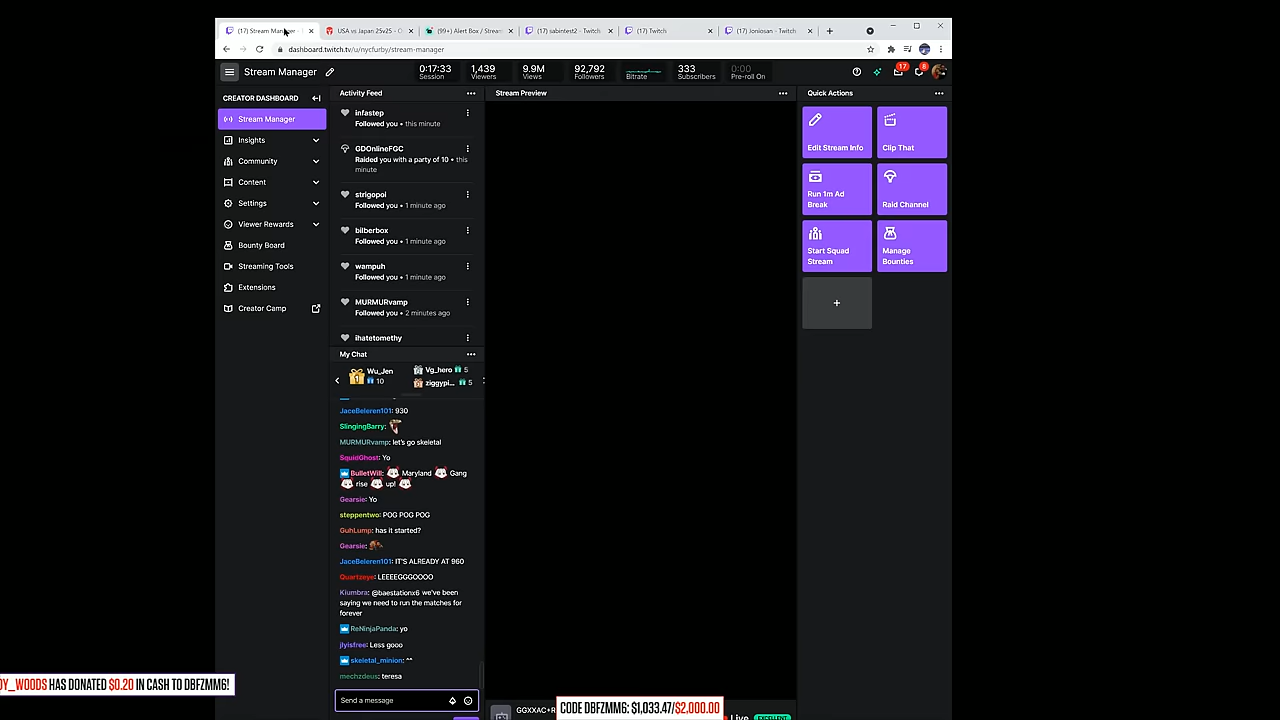 (17) Stream Manager -
USA vs Japan 25v25 - C
(99+) Alert Box / Stream
(17) sabintest2 - Twitch
(17) Twitch
(17) Joniosan - Twitch
dashboard.twitch.tv/u/nycfurby/stream-manager
Stream Manager
0:17:33
Session
1,439
Viewers
9.9M
Views
92,792
Followers
Bitrate
333
Subscribers
0:00
Pre-roll On
17
8
CREATOR DASHBOARD
Stream Manager
Insights
Community
Content
Settings
Viewer Rewards
Bounty Board
Streaming Tools
Extensions
Creator Camp
Activity Feed
infastep
Followed you • this minute
GDOnlineFGC
Raided you with a party of 10 • this
minute
strigopoi
Followed you • 1 minute ago
bilberbox
Followed you • 1 minute ago
wampuh
Followed you • 1 minute ago
MURMURvamp
Followed you • 2 minutes ago
ihatetomethy
My Chat
1
Wu_Jen
10
Vg_hero 5
ziggypi... 5
JaceBeleren101: 930
SlingingBarry:
MURMURvamp: let's go skeletal
SquidGhost: Yo
BulletWill: Maryland Gang
rise up!
Gearsie: Yo
steppentwo: POG POG POG
GuhLump: has it started?
Gearsie:
JaceBeleren101: IT'S ALREADY AT 960
Quartzeye: LEEEEGGGOOOO
Kiumbra: @baestationx6 we've been
saying we need to run the matches for
forever
ReNinjaPanda: yo
jlyisfree: Less gooo
skeletal_minion: ^^
mechzdeus: teresa
Send a message
Stream Preview
GGXXAC+R
Live
EXCELLENT
Quick Actions
Edit Stream Info
Clip That
Run 1m Ad
Break
Raid Channel
Start Squad
Stream
Manage
Bounties
DY_WOODS HAS DONATED $0.20 IN CASH TO DBFZMM6!
CODE DBFZMM6: $1,033.47/$2,000.00